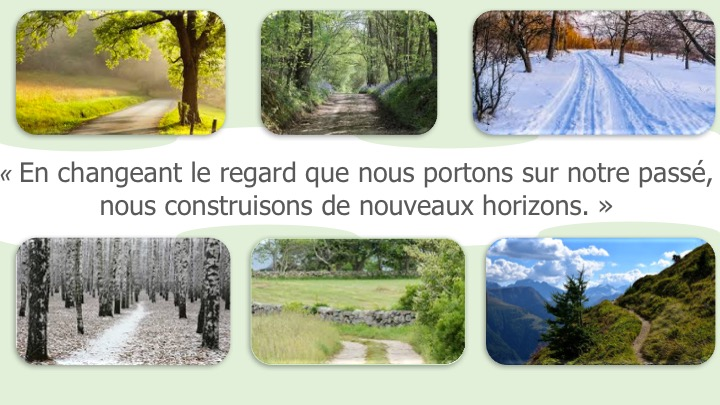 « En changeant le regard que nous portons sur notre passé,
nous construisons de nouveaux horizons. »